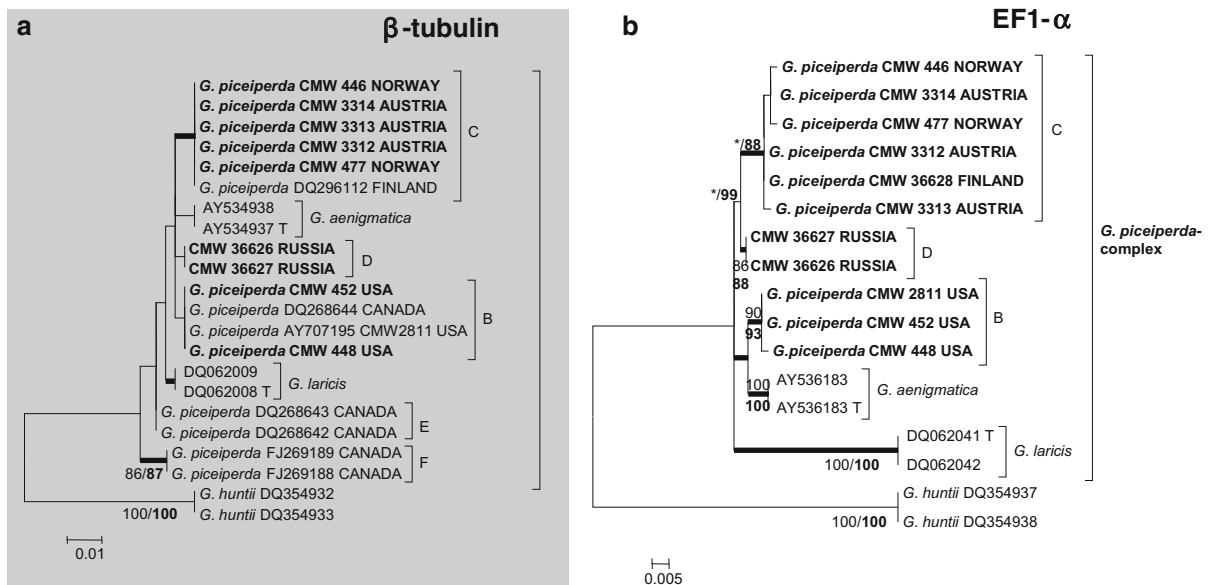 a
β-tubulin
G. piceiperda CMW 446 NORWAY
G. piceiperda CMW 3314 AUSTRIA
G. piceiperda CMW 3313 AUSTRIA
G. piceiperda CMW 3312 AUSTRIA
G. piceiperda CMW 477 NORWAY
G. piceiperda DQ296112 FINLAND
C
AY534938
AY534937 T
G. aenigmatica
CMW 36626 RUSSIA
CMW 36627 RUSSIA
D
G. piceiperda CMW 452 USA
G. piceiperda DQ268644 CANADA
G. piceiperda AY707195 CMW2811 USA
G. piceiperda CMW 448 USA
B
DQ062009
DQ062008 T
G. laricis
G. piceiperda DQ268643 CANADA
G. piceiperda DQ268642 CANADA
E
G. piceiperda FJ269189 CANADA
G. piceiperda FJ269188 CANADA
F
86/87
G. huntii DQ354932
G. huntii DQ354933
100/100
0.01
b
EF1-α
G. piceiperda CMW 446 NORWAY
G. piceiperda CMW 3314 AUSTRIA
G. piceiperda CMW 477 NORWAY
G. piceiperda CMW 3312 AUSTRIA
G. piceiperda CMW 36628 FINLAND
G. piceiperda CMW 3313 AUSTRIA
C
*/88
*/99
CMW 36627 RUSSIA
CMW 36626 RUSSIA
D
86
88
G. piceiperda CMW 2811 USA
G. piceiperda CMW 452 USA
G.piceiperda CMW 448 USA
B
90
93
AY536183
AY536183 T
G. aenigmatica
100
100
DQ062041 T
DQ062042
G. laricis
100/100
G. huntii DQ354937
G. huntii DQ354938
100/100
G. piceiperda-
complex
0.005